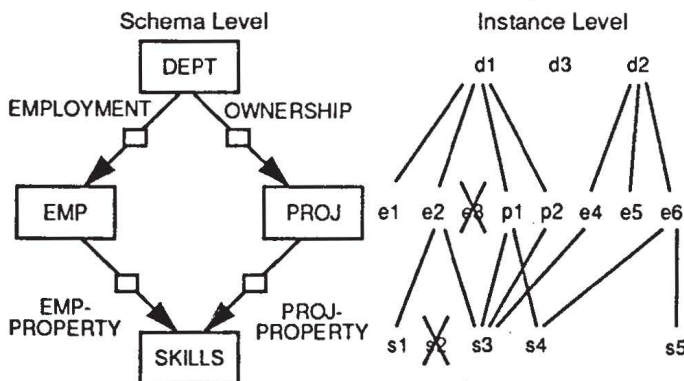 Schema Level
Instance Level
DEPT
d1 d3 d2
EMPLOYMENT OWNERSHIP
EMP PROJ
e1 e2 e3 p1 p2 e4 e5 e6
EMP-
PROPERTY
PROJ-
PROPERTY
SKILLS
s1 s2 s3 s4 s5